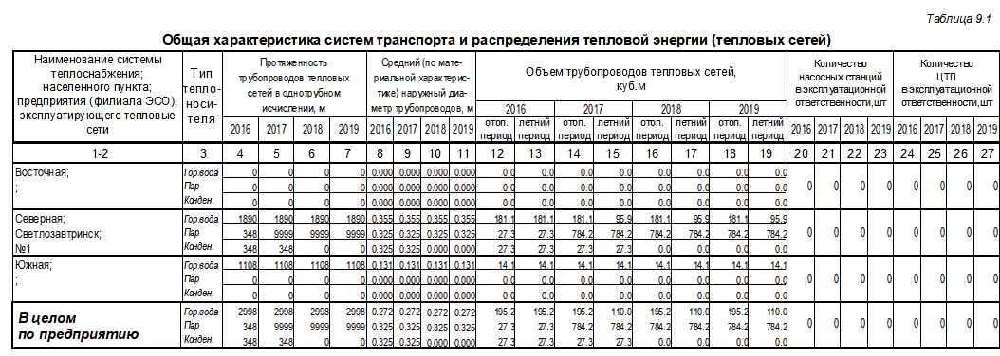 Таблица 9.1
Общая характеристика систем транспорта и распределения тепловой энергии (тепловых сетей)
Наименование системы теплоснабжения; населенного пункта; предприятия (филиала ЭСО), эксплуатирующего тепловые сети
Тип тепло-носи-теля
Протяженность трубопроводов тепловых сетей в однотрубном исчислении, м
Средний (по мате-риальной характерис-тике) наружный диа-метр трубопроводов, м
Объем трубопроводов тепловых сетей, куб.м
Количество насосных станций в эксплуатационной ответственности,шт
Количество ЦТП в эксплуатационной ответственности,шт
2016 2017 2018 2019
2016 2017 2018 2019
2016 2017 2018 2019
отоп. период летний период отоп. период летний период отоп. период летний период отоп. период летний период
2016 2017 2018 2019
2016 2017 2018 2019
1-2 3 4 5 6 7 8 9 10 11 12 13 14 15 16 17 18 19 20 21 22 23 24 25 26 27
Восточная; Гор.вода 0 0 0 0 0.000 0.000 0.000 0.000 0.0 0.0 0.0 0.0 0.0 0.0 0.0 0.0
; Пар 0 0 0 0 0.000 0.000 0.000 0.000 0.0 0.0 0.0 0.0 0.0 0.0 0.0 0.0 0 0 0 0 0 0 0 0
Конден. 0 0 0 0 0.000 0.000 0.000 0.000 0.0 0.0 0.0 0.0 0.0 0.0 0.0 0.0
Северная; Гор.вода 1890 1890 1890 1890 0.355 0.355 0.355 0.355 181.1 181.1 181.1 95.9 181.1 95.9 181.1 95.9
Светлозавтринск; Пар 348 9999 9999 9999 0.325 0.325 0.325 0.325 27.3 27.3 784.2 784.2 784.2 784.2 784.2 784.2 0 0 0 0 0 0 0 0
№1 Конден. 348 348 0 0 0.325 0.325 0.000 0.000 27.3 27.3 27.3 27.3 0.0 0.0 0.0 0.0
Южная; Гор.вода 1108 1108 1108 1108 0.131 0.131 0.131 0.131 14.1 14.1 14.1 14.1 14.1 14.1 14.1 14.1
; Пар 0 0 0 0 0.000 0.000 0.000 0.000 0.0 0.0 0.0 0.0 0.0 0.0 0.0 0.0 0 0 0 0 0 0 0 0
Конден. 0 0 0 0 0.000 0.000 0.000 0.000 0.0 0.0 0.0 0.0 0.0 0.0 0.0 0.0
В целом Гор.вода 2998 2998 2998 2998 0.272 0.272 0.272 0.272 195.2 195.2 195.2 110.0 195.2 110.0 195.2 110.0
по предприятию Пар 348 9999 9999 9999 0.325 0.325 0.325 0.325 27.3 27.3 784.2 784.2 784.2 784.2 784.2 784.2 0 0 0 0 0 0 0 0
Конден. 348 348 0 0 0.325 0.325 0.000 0.000 27.3 27.3 27.3 27.3 0.0 0.0 0.0 0.0